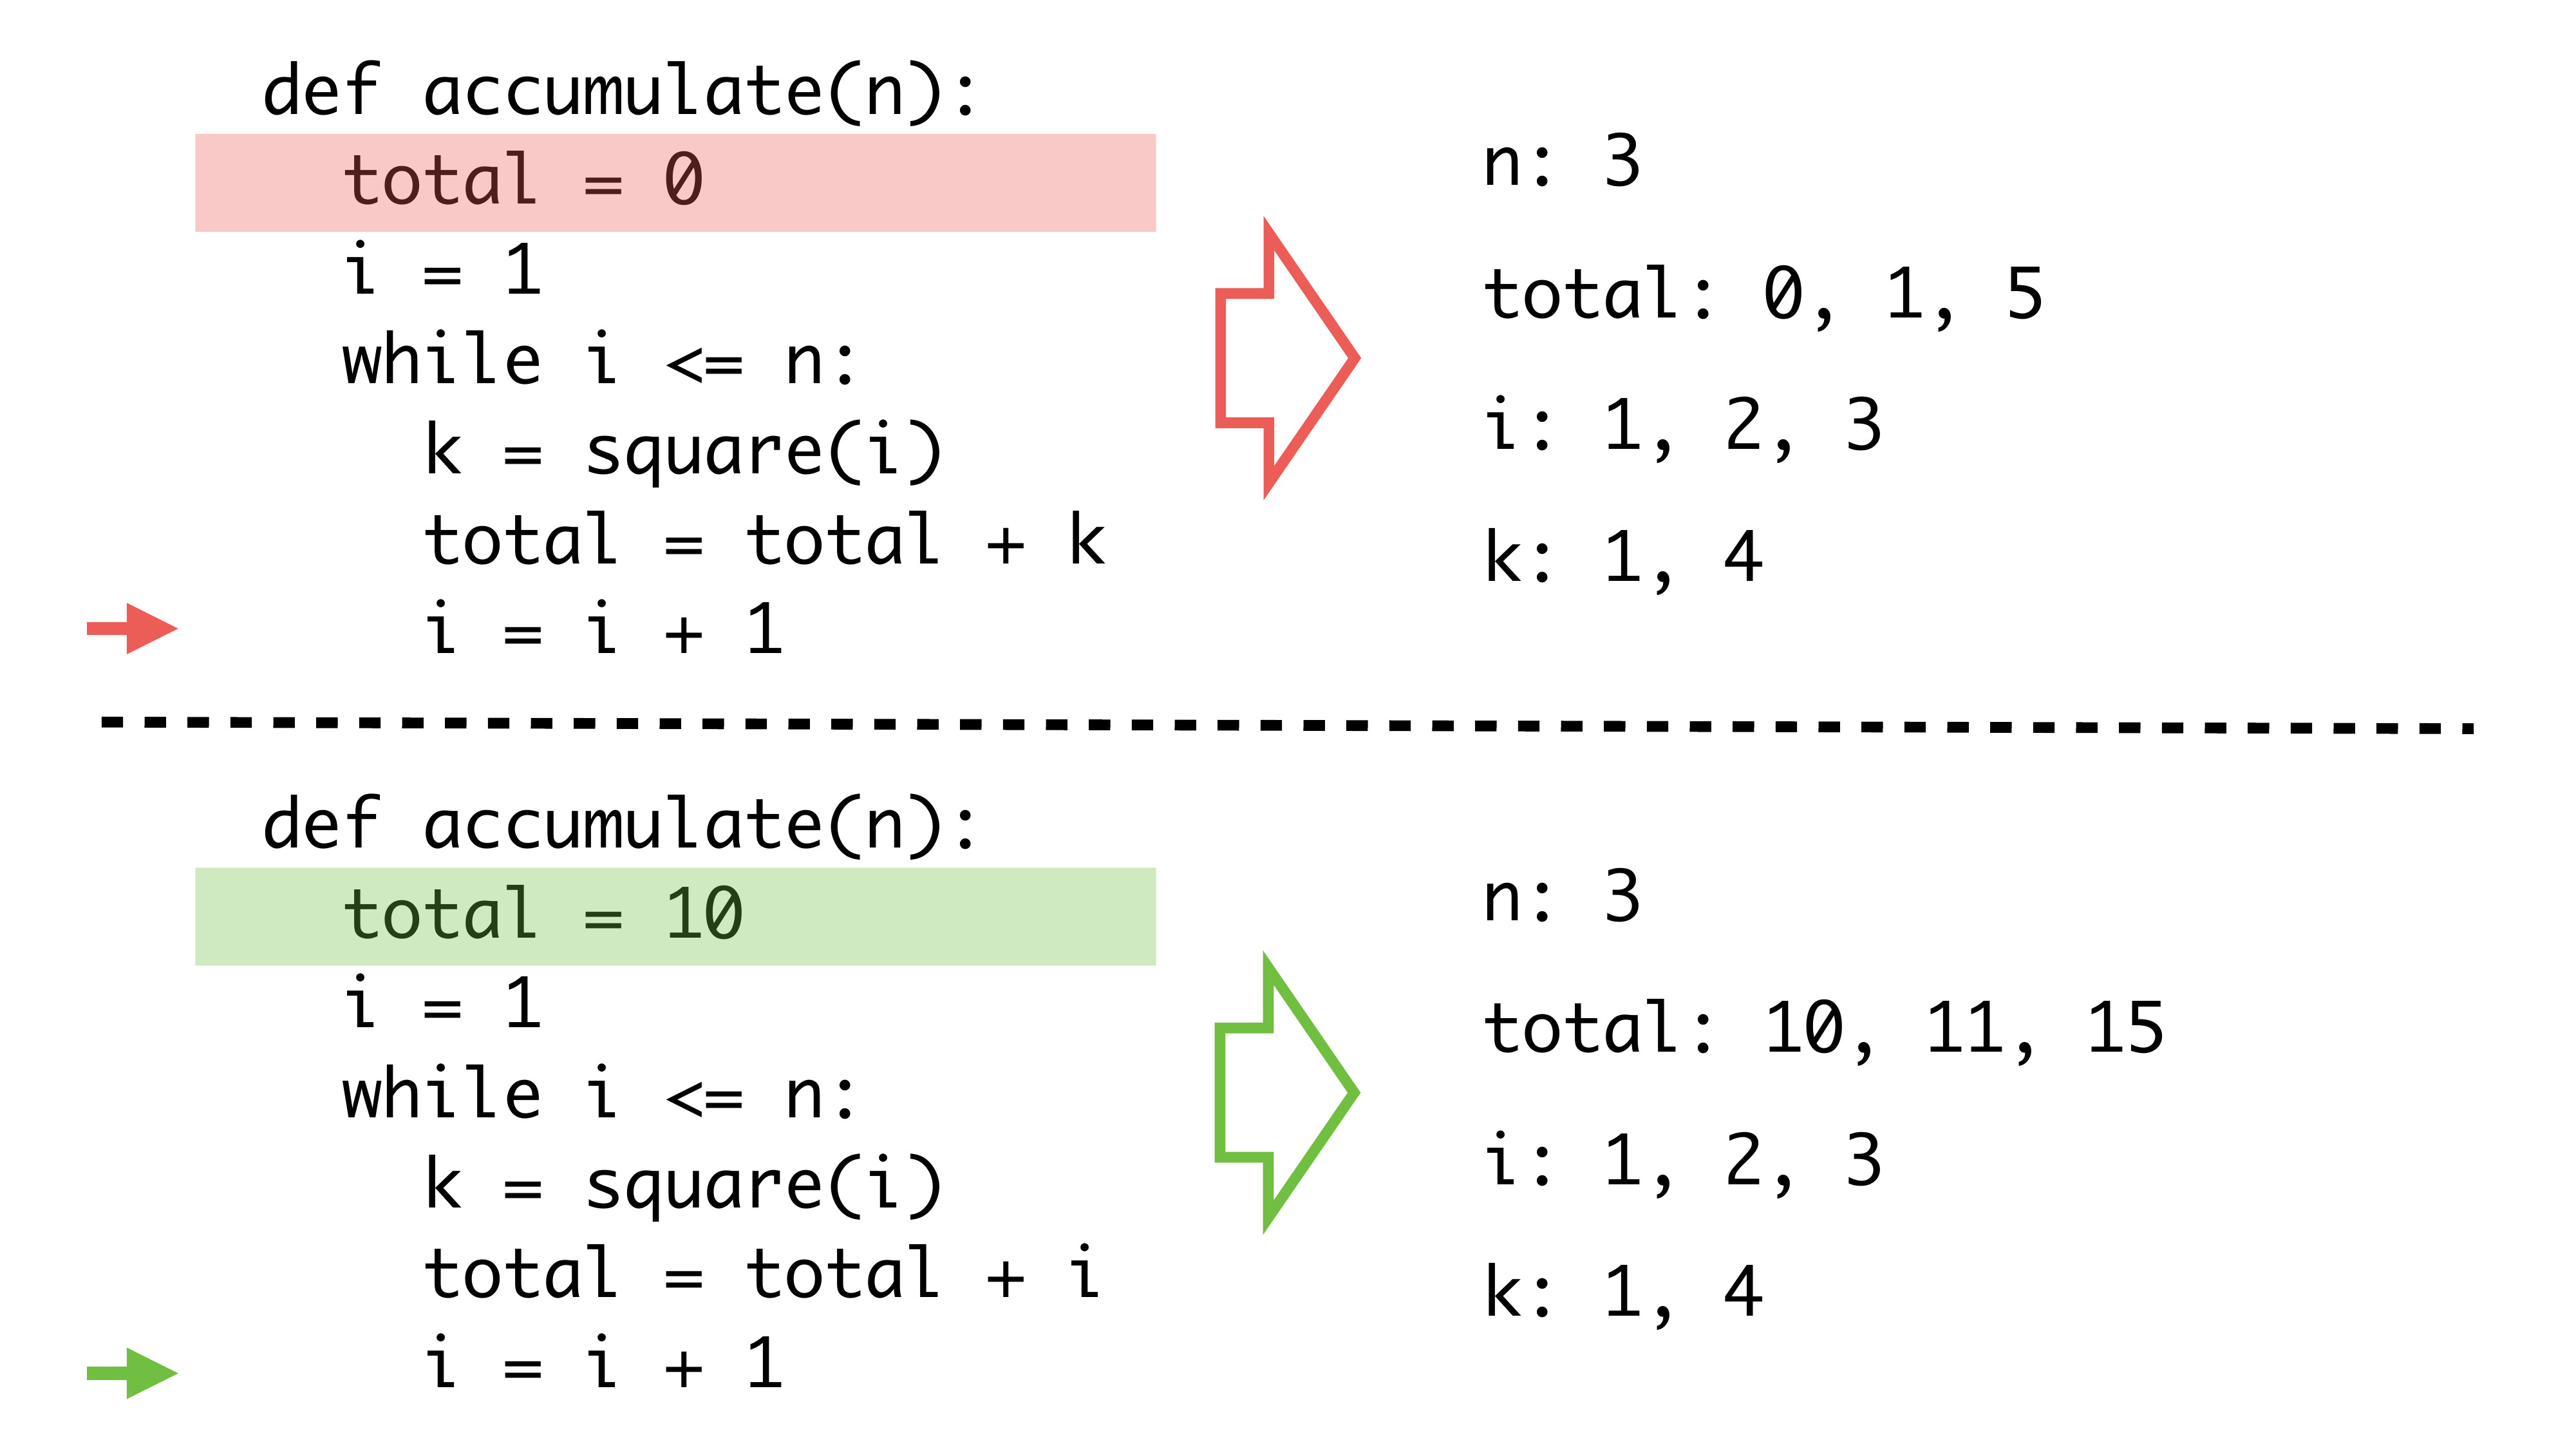 def accumulate(n):
total = 0
i = 1
while i <= n:
k = square(i)
total = total + k
i = i + 1
n: 3
total: 0, 1, 5
i: 1, 2, 3
k: 1, 4
def accumulate(n):
total = 10
i = 1
while i <= n:
k = square(i)
total = total + i
i = i + 1
n: 3
total: 10, 11, 15
i: 1, 2, 3
k: 1, 4